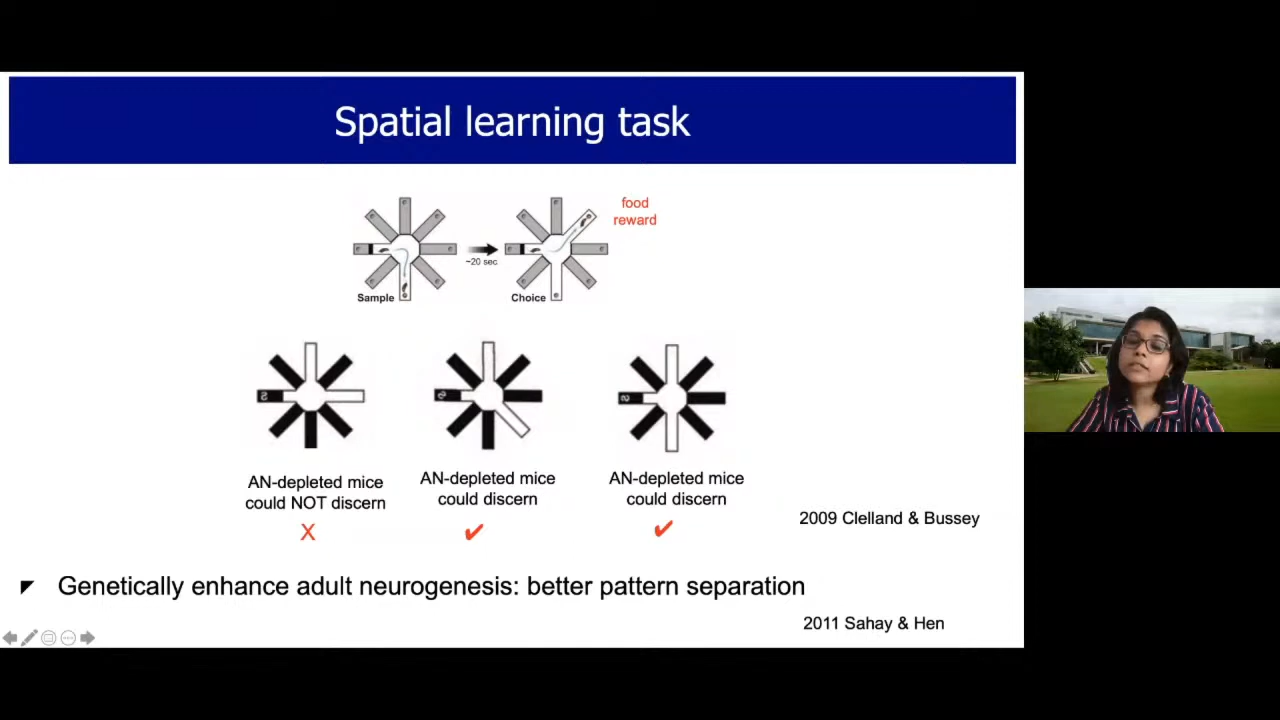 Spatial learning task
food
reward
~20 sec
Sample
Choice
S
S
S
AN-depleted mice
could NOT discern
X
AN-depleted mice
could discern
✔
AN-depleted mice
could discern
✔
2009 Clelland & Bussey
Genetically enhance adult neurogenesis: better pattern separation
2011 Sahay & Hen